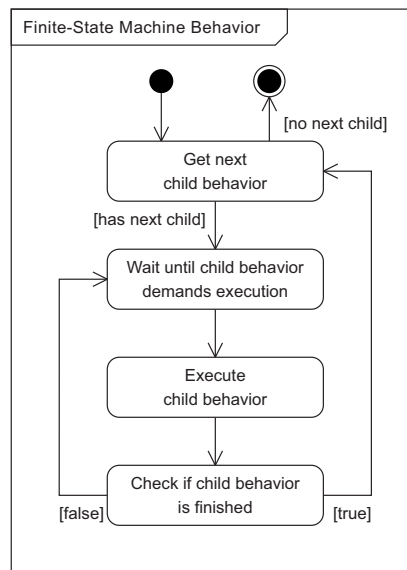 Finite-State Machine Behavior
[no next child]
Get next
child behavior
[has next child]
Wait until child behavior
demands execution
Execute
child behavior
Check if child behavior
is finished
[false]
[true]